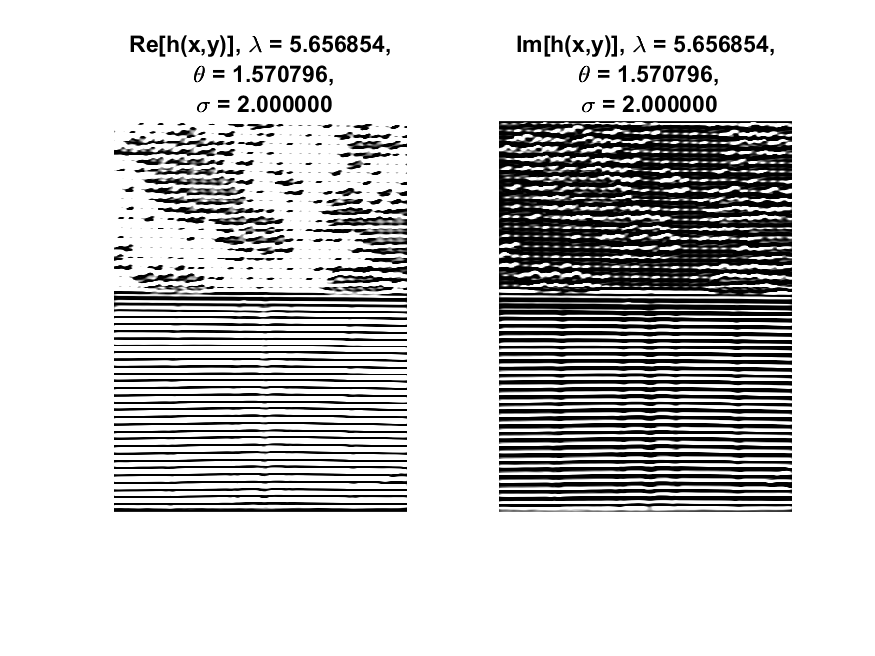 Re[h(x,y)], λ = 5.656854,
θ = 1.570796,
σ = 2.000000
Im[h(x,y)], λ = 5.656854,
θ = 1.570796,
σ = 2.000000